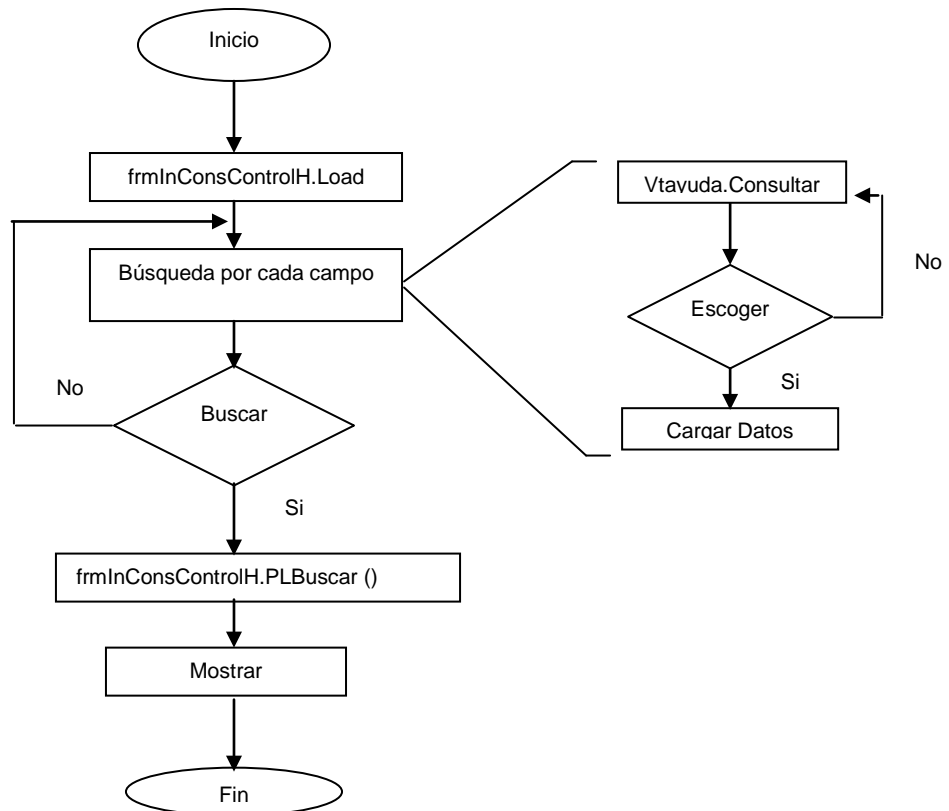 Inicio
frmInConsControlH.Load
Búsqueda por cada campo
No
Buscar
Si
frmInConsControlH.PLBuscar ()
Mostrar
Fin
Vtayuda.Consultar
No
Escoger
Si
Cargar Datos